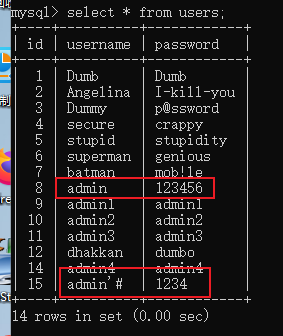 mysql> select * from users;
+----+----------+------------+
| id | username | password   |
+----+----------+------------+
| 1 | Dumb | Dumb |
| 2 | Angelina | I-kill-you |
| 3 | Dummy | p@ssword |
| 4 | secure | crappy |
| 5 | stupid | stupidity |
| 6 | superman | genious |
| 7 | batman | mob!le |
| 8 | admin | 123456 |
| 9 | admin1 | admin1 |
| 10 | admin2 | admin2 |
| 11 | admin3 | admin3 |
| 12 | dhakkan | dumbo |
| 14 | admin4 | admin4 |
| 15 | admin'# | 1234 |
+----+----------+------------+
14 rows in set (0.00 sec)
制
re
St